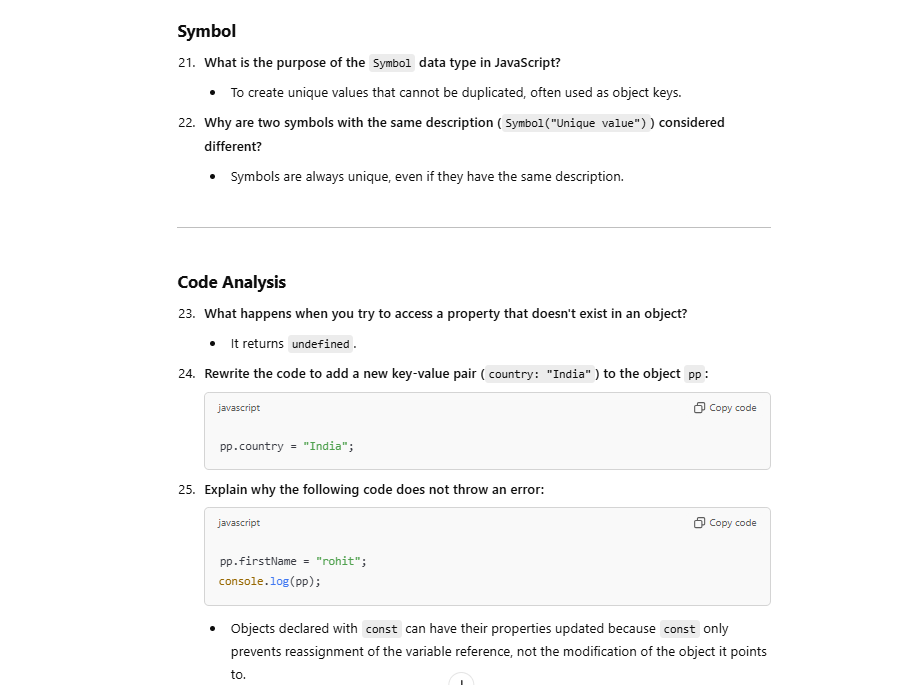 Symbol
21. What is the purpose of the Symbol data type in JavaScript?
• To create unique values that cannot be duplicated, often used as object keys.
22. Why are two symbols with the same description ( Symbol("Unique value") ) considered
different?
• Symbols are always unique, even if they have the same description.
Code Analysis
23. What happens when you try to access a property that doesn't exist in an object?
• It returns undefined .
24. Rewrite the code to add a new key-value pair ( country: "India" ) to the object pp :
javascript Copy code
pp.country = "India";
25. Explain why the following code does not throw an error:
javascript Copy code
pp.firstName = "rohit";
console.log(pp);
• Objects declared with const can have their properties updated because const only
prevents reassignment of the variable reference, not the modification of the object it points
to.